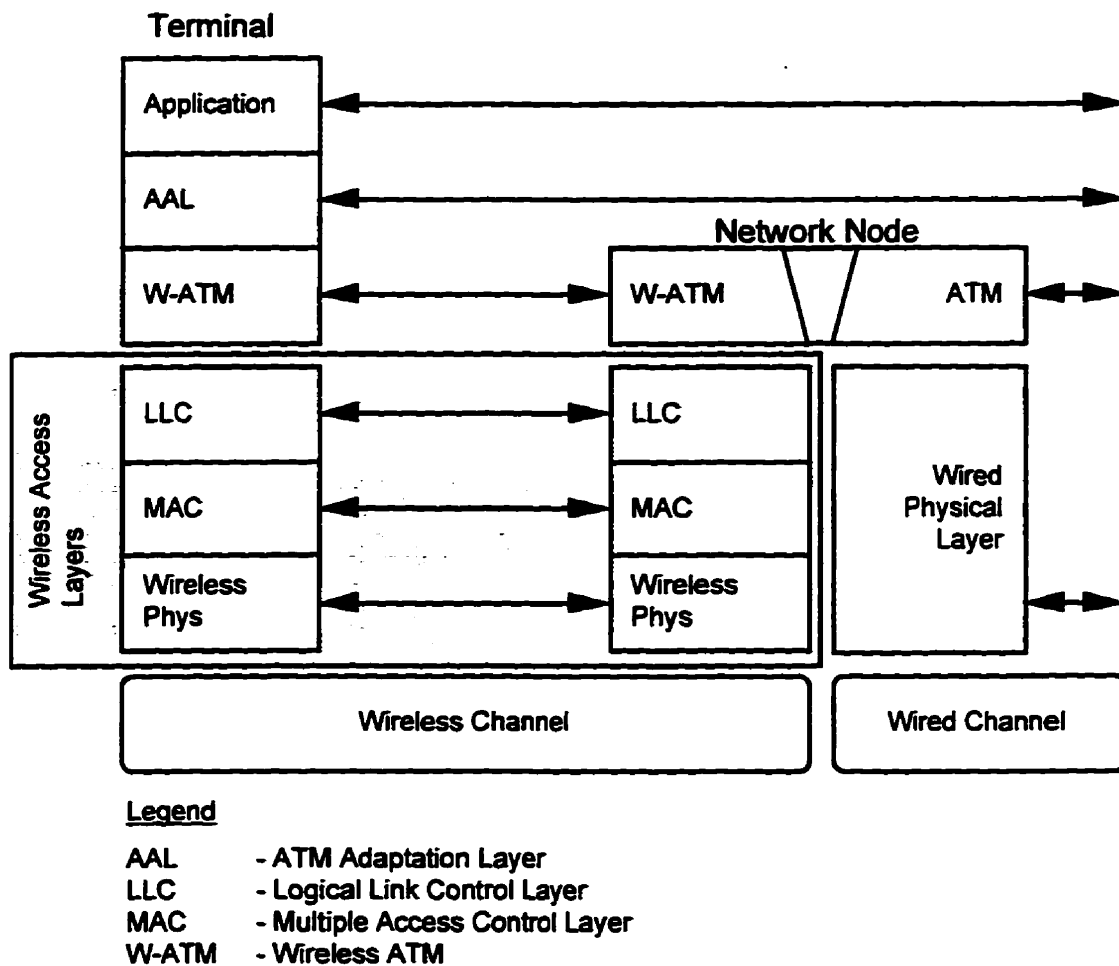 Terminal
Application
AAL
Network Node
W-ATM
W-ATM
ATM
Wireless Access
Layers
LLC
LLC
MAC
MAC
Wireless
Phys
Wireless
Phys
Wired
Physical
Layer
Wireless Channel
Wired Channel
Legend
AAL - ATM Adaptation Layer
LLC - Logical Link Control Layer
MAC - Multiple Access Control Layer
W-ATM - Wireless ATM